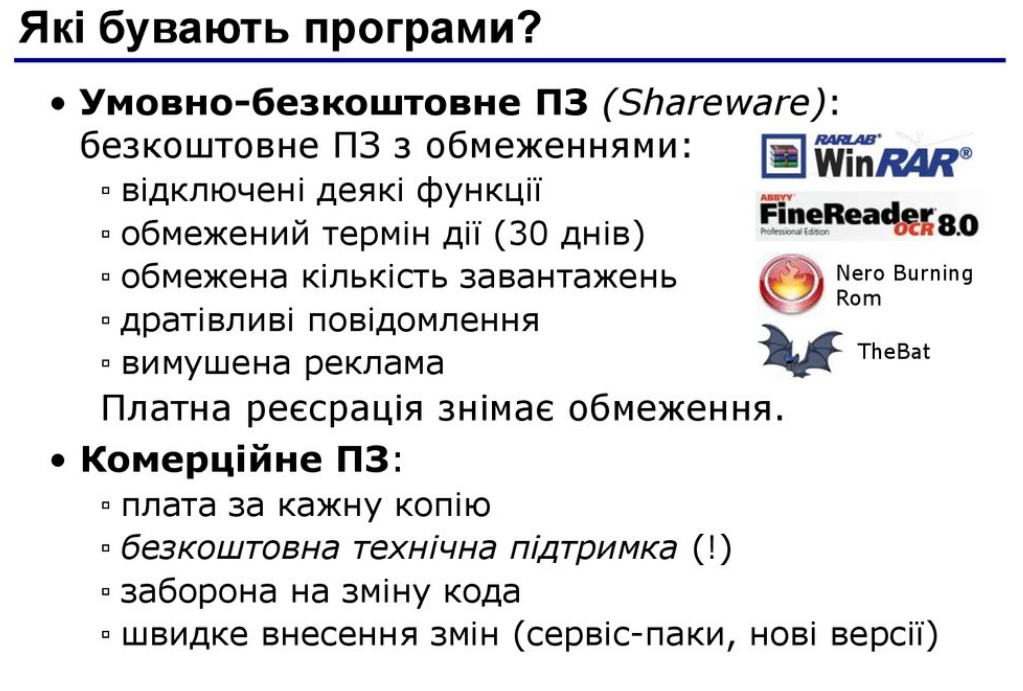 Які бувають програми?
• Умовно-безкоштовне ПЗ (Shareware):
безкоштовне ПЗ з обмеженнями:
▫ відключені деякі функції
▫ обмежений термін дії (30 днів)
▫ обмежена кількість завантажень
▫ дратівливі повідомлення
▫ вимушена реклама
Платна реєсрація знімає обмеження.
RARLAB®
WinRAR®
ABBYY
FineReader
Professional Edition OCR 8.0
Nero Burning
Rom
TheBat
• Комерційне ПЗ:
▫ плата за кажну копію
▫ безкоштовна технічна підтримка (!)
▫ заборона на зміну кода
▫ швидке внесення змін (сервіс-паки, нові версії)